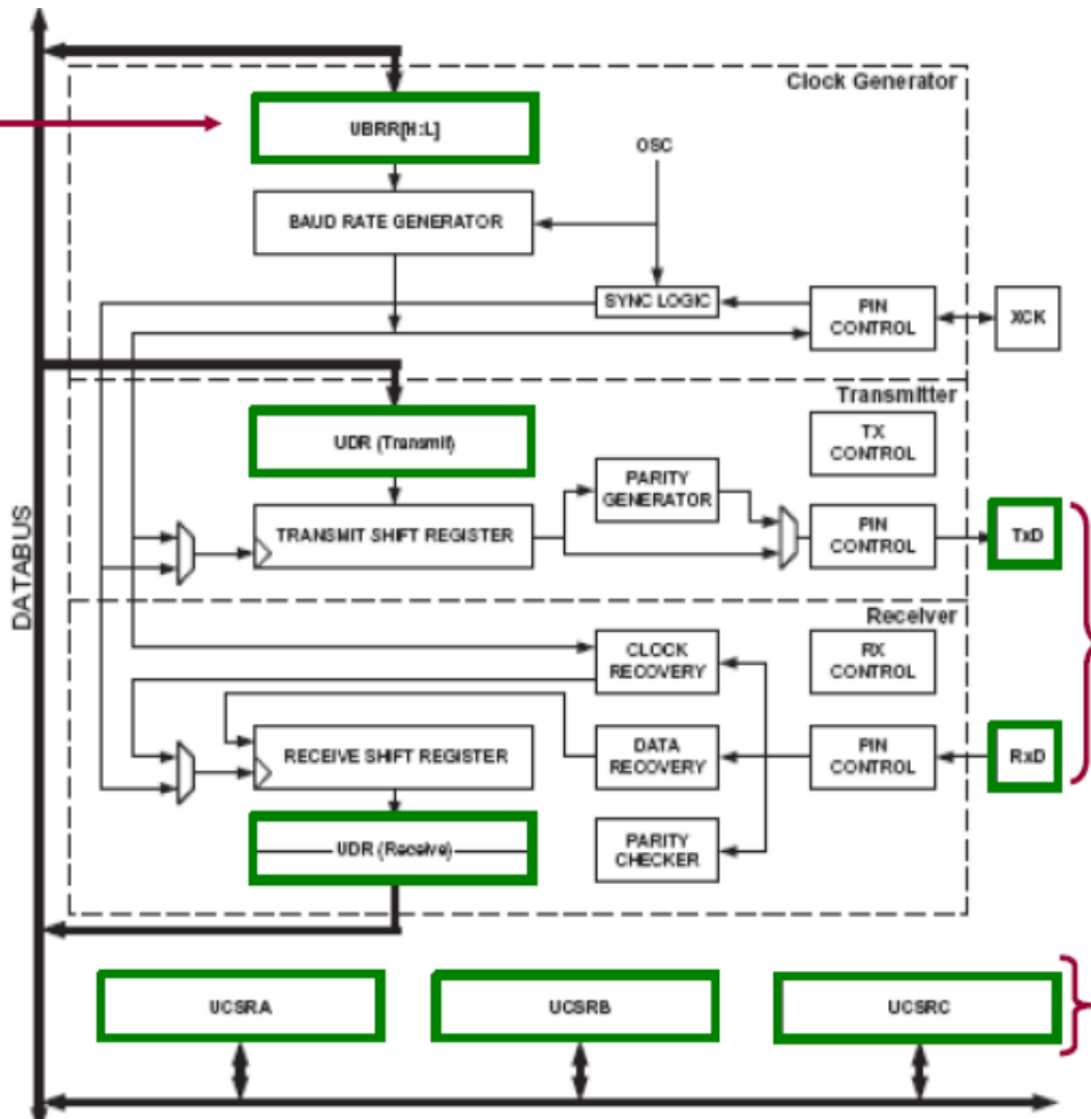 Clock Generator
UBRR[H:L]
OSC
BAUD RATE GENERATOR
SYNC LOGIC
PIN
CONTROL
XCK
Transmitter
TX
CONTROL
UDR (Transmit)
PARITY
GENERATOR
TRANSMIT SHIFT REGISTER
PIN
CONTROL
TxD
DATABUS
Receiver
CLOCK
RECOVERY
RX
CONTROL
RECEIVE SHIFT REGISTER
DATA
RECOVERY
PIN
CONTROL
RxD
UDR (Receive)
PARITY
CHECKER
UCSRA
UCSRB
UCSRC